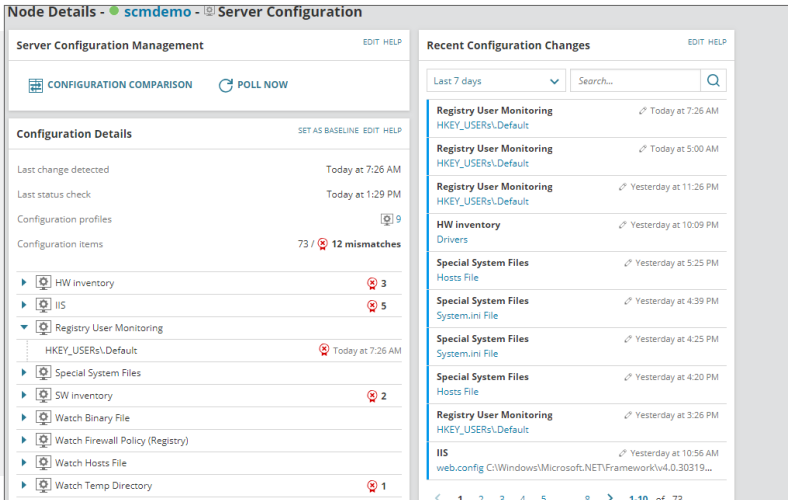 Node Details - scmdemo - Server Configuration
Server Configuration Management
EDIT HELP
CONFIGURATION COMPARISON
POLL NOW
Configuration Details
SET AS BASELINE EDIT HELP
Last change detected
Today at 7:26 AM
Last status check
Today at 1:29 PM
Configuration profiles
9
Configuration items
73 / 12 mismatches
HW inventory
3
IIS
5
Registry User Monitoring
HKEY_USERs\.Default
Today at 7:26 AM
Special System Files
SW inventory
2
Watch Binary File
Watch Firewall Policy (Registry)
Watch Hosts File
Watch Temp Directory
1
Recent Configuration Changes
EDIT HELP
Last 7 days
Search...
Registry User Monitoring
Today at 7:26 AM
HKEY_USERs\.Default
Registry User Monitoring
Today at 5:00 AM
HKEY_USERs\.Default
Registry User Monitoring
Yesterday at 11:26 PM
HKEY_USERs\.Default
HW inventory
Yesterday at 10:09 PM
Drivers
Special System Files
Yesterday at 5:25 PM
Hosts File
Special System Files
Yesterday at 4:39 PM
System.ini File
Special System Files
Yesterday at 4:25 PM
System.ini File
Special System Files
Yesterday at 4:20 PM
Hosts File
Registry User Monitoring
Yesterday at 3:26 PM
HKEY_USERs\.Default
IIS
Yesterday at 10:56 AM
web.config C:\Windows\Microsoft.NET\Framework\v4.0.30319...
1 2 3 4 5 ... 8 1-10 of 73